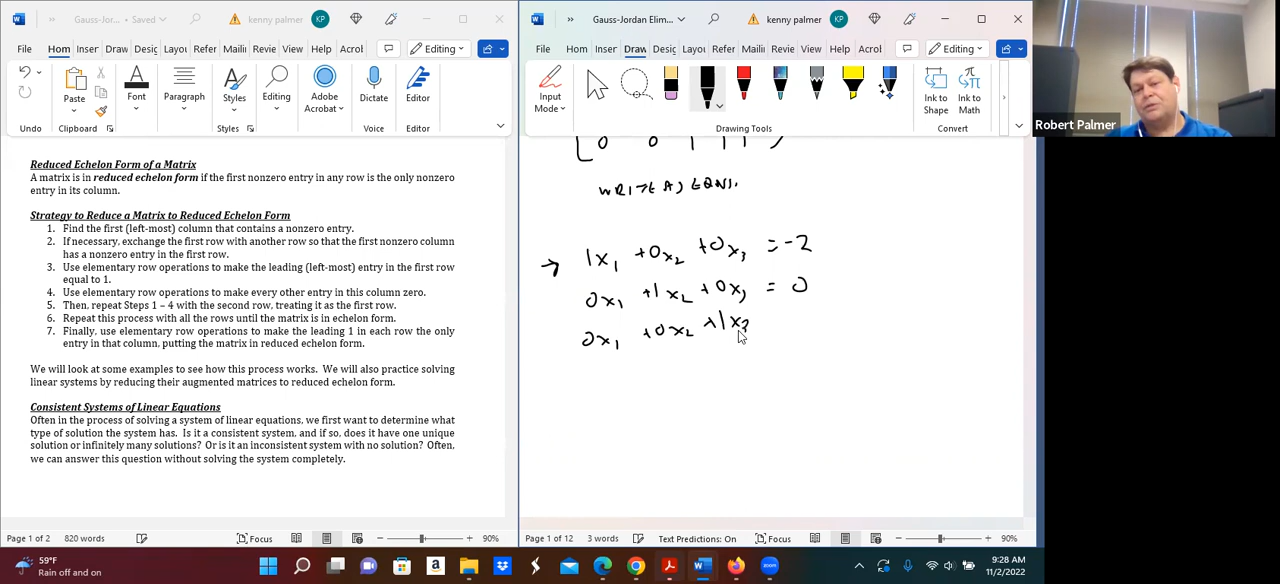 Gauss-Jor... • Saved
kenny palmer KP
File Hom Inser Draw Desig Layou Refer Mailin Revie View Help Acrol Editing
Undo
Paste
Clipboard
Font
Paragraph
Styles
Styles
Editing
Adobe Acrobat
Dictate
Voice
Editor
Editor
Reduced Echelon Form of a Matrix
A matrix is in reduced echelon form if the first nonzero entry in any row is the only nonzero
entry in its column.
Strategy to Reduce a Matrix to Reduced Echelon Form
1. Find the first (left-most) column that contains a nonzero entry.
2. If necessary, exchange the first row with another row so that the first nonzero column
has a nonzero entry in the first row.
3. Use elementary row operations to make the leading (left-most) entry in the first row
equal to 1.
4. Use elementary row operations to make every other entry in this column zero.
5. Then, repeat Steps 1 – 4 with the second row, treating it as the first row.
6. Repeat this process with all the rows until the matrix is in echelon form.
7. Finally, use elementary row operations to make the leading 1 in each row the only
entry in that column, putting the matrix in reduced echelon form.
We will look at some examples to see how this process works. We will also practice solving
linear systems by reducing their augmented matrices to reduced echelon form.
Consistent Systems of Linear Equations
Often in the process of solving a system of linear equations, we first want to determine what
type of solution the system has. Is it a consistent system, and if so, does it have one unique
solution or infinitely many solutions? Or is it an inconsistent system with no solution? Often,
we can answer this question without solving the system completely.
Page 1 of 2 820 words Focus 90%
Gauss-Jordan Elim...
kenny palmer KP
File Hom Inser Draw Desig Layou Refer Mailin Revie View Help Acrol Editing
Input Mode
Drawing Tools
Ink to Shape
Ink to Math
Convert
WRITE AS EQNS.
→ 1x₁ +0x₂ +0x₃ = -2
0x₁ +1x₂ +0x₃ = 0
0x₁ +0x₂ +1x₃
Page 1 of 12 3 words Text Predictions: On Focus 90%
Robert Palmer
59°F
Rain off and on
9:28 AM
11/2/2022